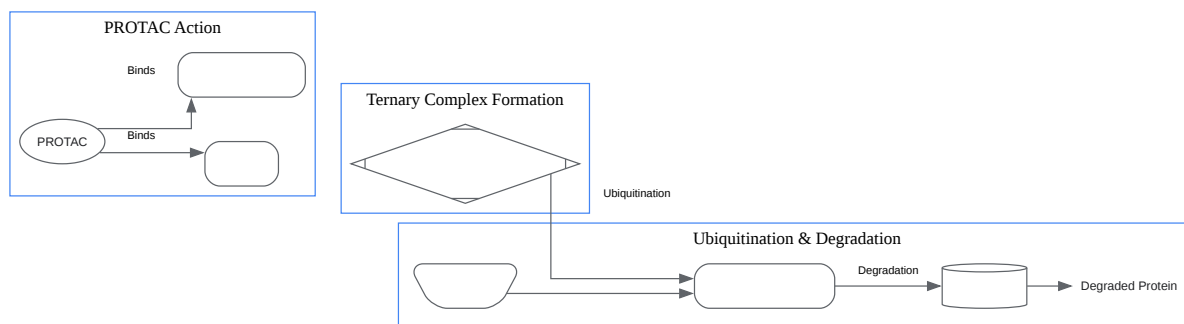 PROTAC Action
Binds
Binds
PROTAC
Ternary Complex Formation
Ubiquitination
Ubiquitination & Degradation
Degradation
Degraded Protein